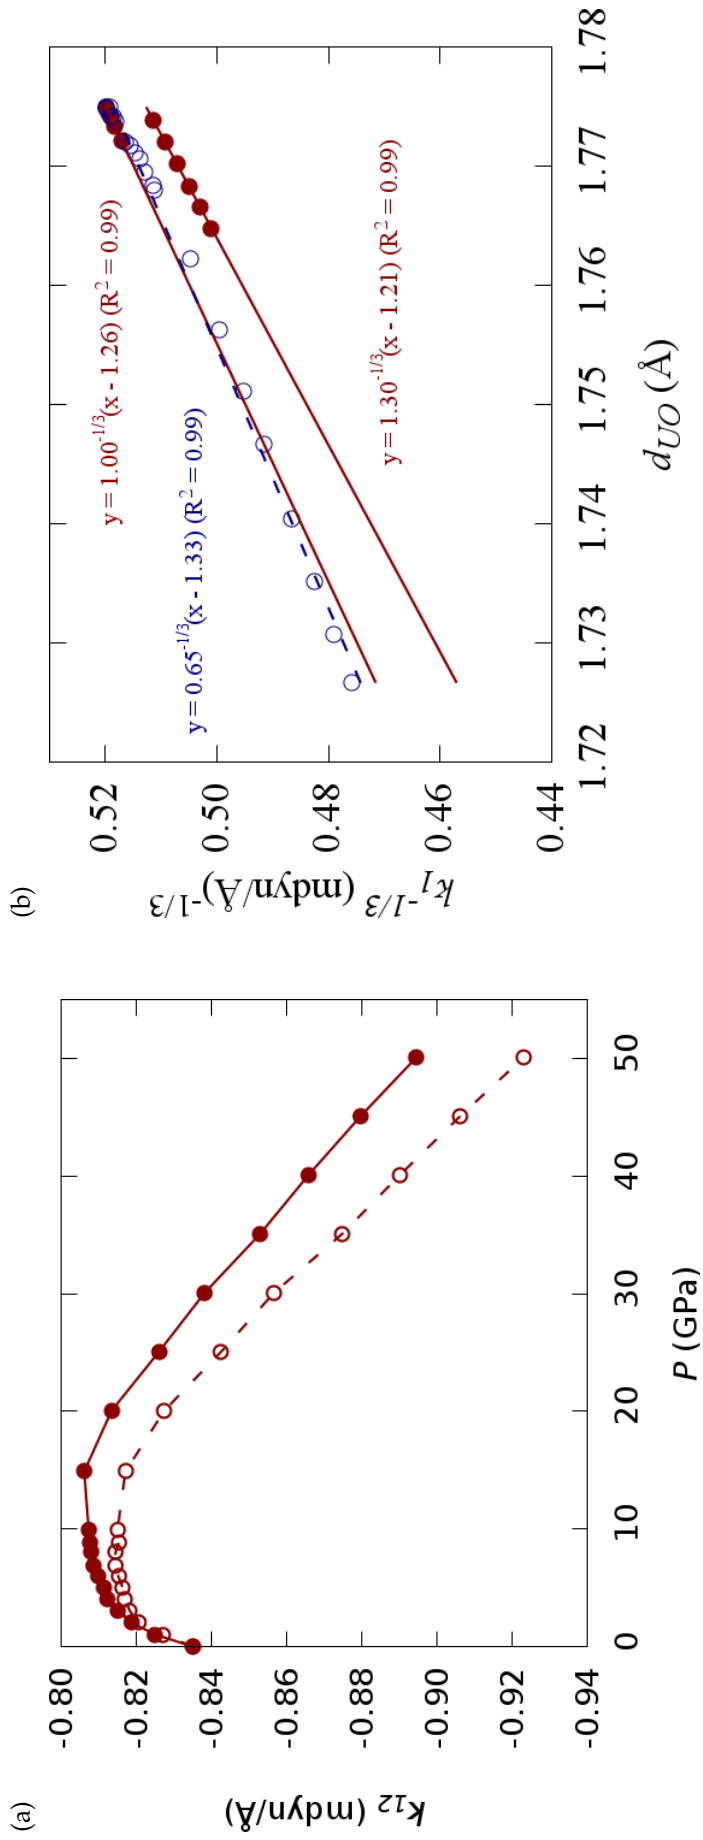 (a)
-0.80
-0.82
-0.84
-0.86
-0.88
-0.90
-0.92
-0.94
k12 (mdyn/Å)
0
10
20
30
40
50
P (GPa)
(b)
0.52
0.50
0.48
0.46
0.44
k1^-1/3 (mdyn/Å)^-1/3
y = 1.00^-1/3(x - 1.26) (R^2 = 0.99)
y = 0.65^-1/3(x - 1.33) (R^2 = 0.99)
y = 1.30^-1/3(x - 1.21) (R^2 = 0.99)
1.72
1.73
1.74
1.75
1.76
1.77
1.78
dUO (Å)